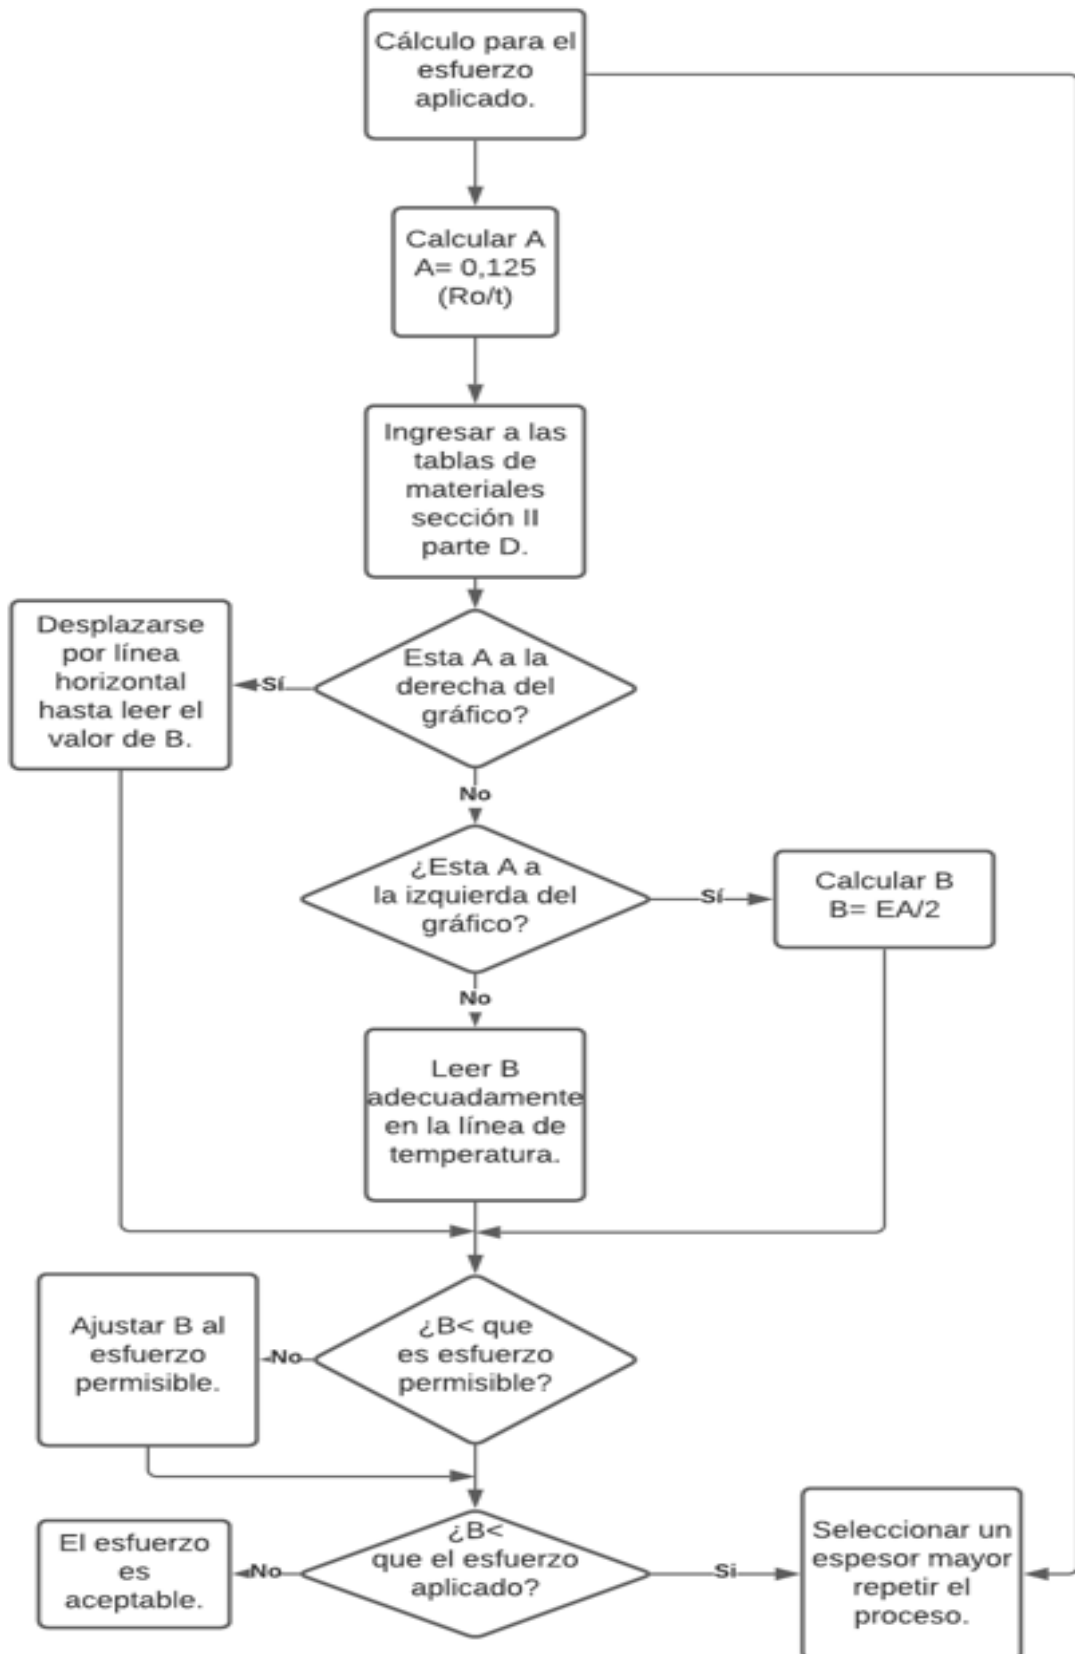 Cálculo para el
esfuerzo
aplicado.
Calcular A
A= 0,125
(Ro/t)
Ingresar a las
tablas de
materiales
sección II
parte D.
Desplazarse
por línea
horizontal
hasta leer el
valor de B.
Sí
Esta A a la
derecha del
gráfico?
No
¿Esta A a
la izquierda del
gráfico?
Sí
Calcular B
B= EA/2
No
Leer B
adecuadamente
en la línea de
temperatura.
Ajustar B al
esfuerzo
permisible.
No
¿B< que
es esfuerzo
permisible?
El esfuerzo
es
aceptable.
No
¿B<
que el esfuerzo
aplicado?
Si
Seleccionar un
espesor mayor
repetir el
proceso.